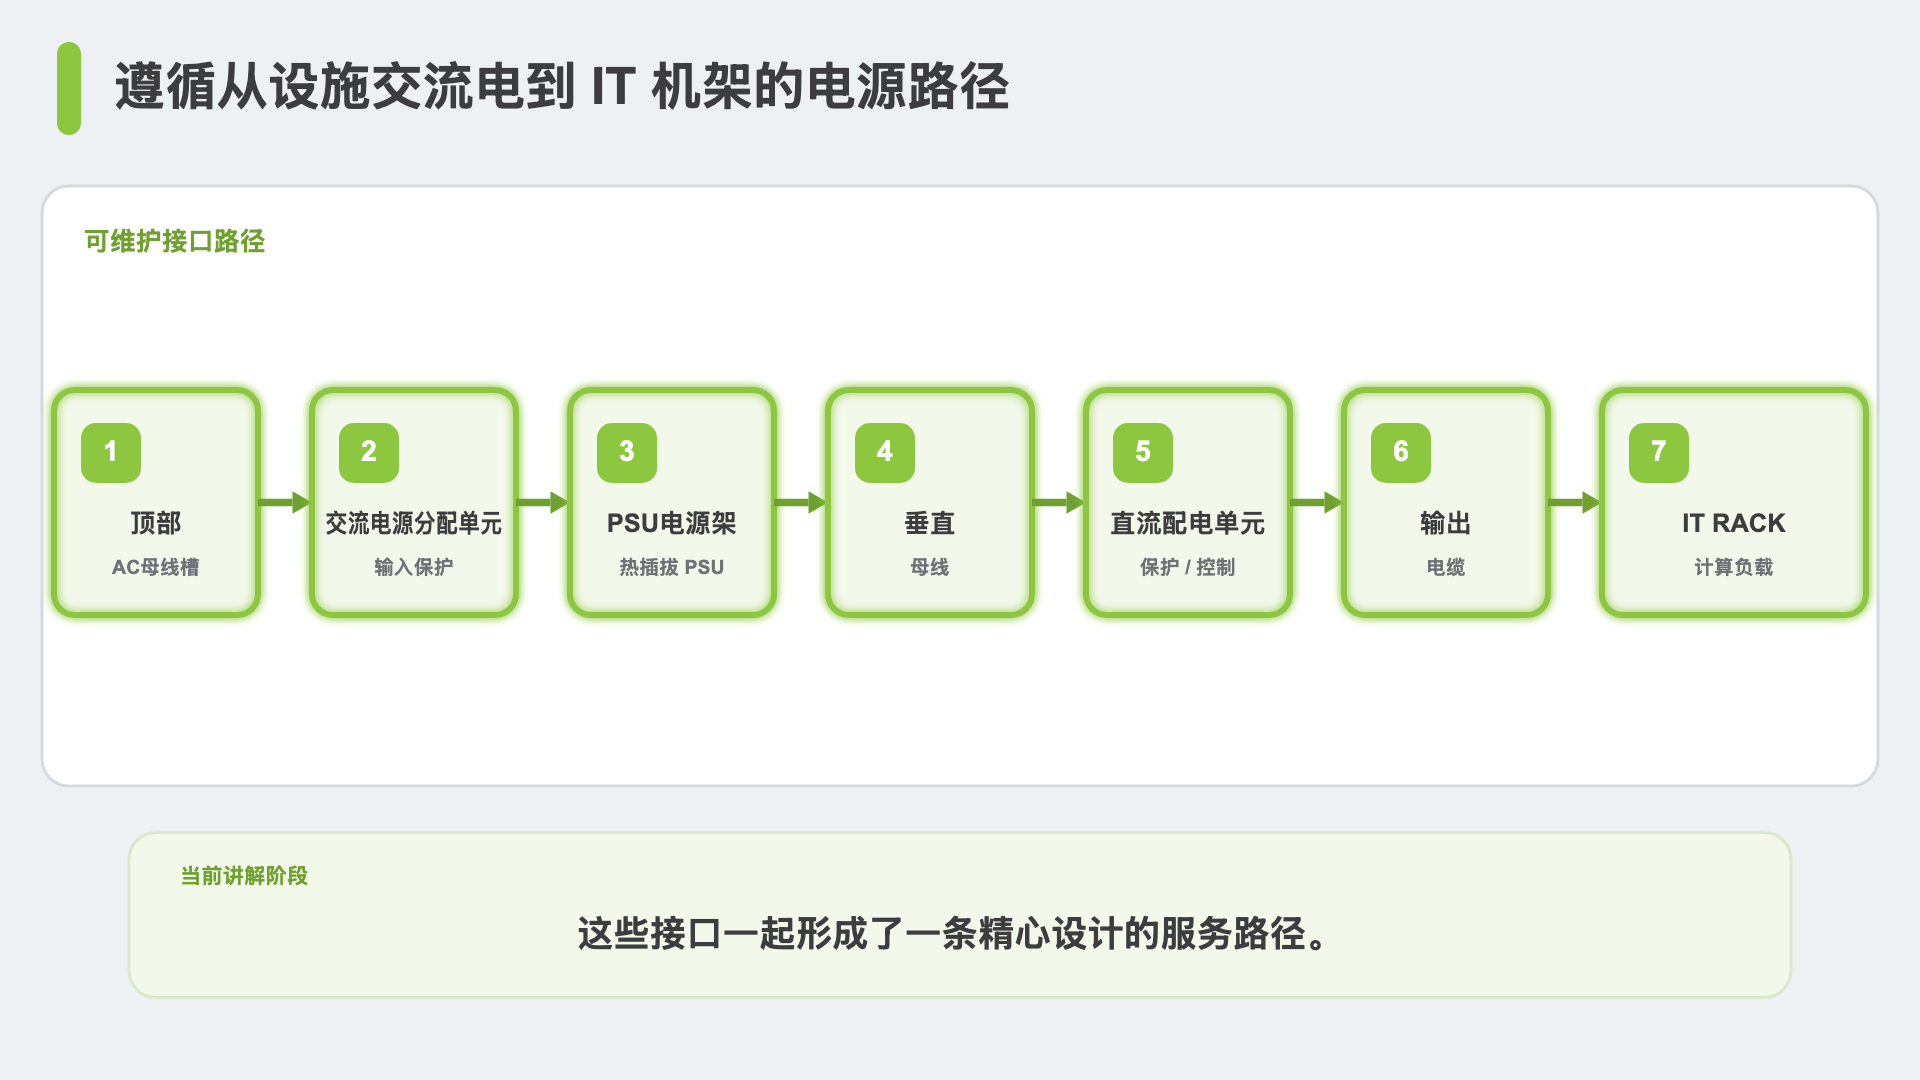 遵循从设施交流电到 IT 机架的电源路径
可维护接口路径
1
顶部
AC母线槽
2
交流电源分配单元
输入保护
3
PSU电源架
热插拔 PSU
4
垂直
母线
5
直流配电单元
保护 / 控制
6
输出
电缆
7
IT RACK
计算负载
当前讲解阶段
这些接口一起形成了一条精心设计的服务路径。